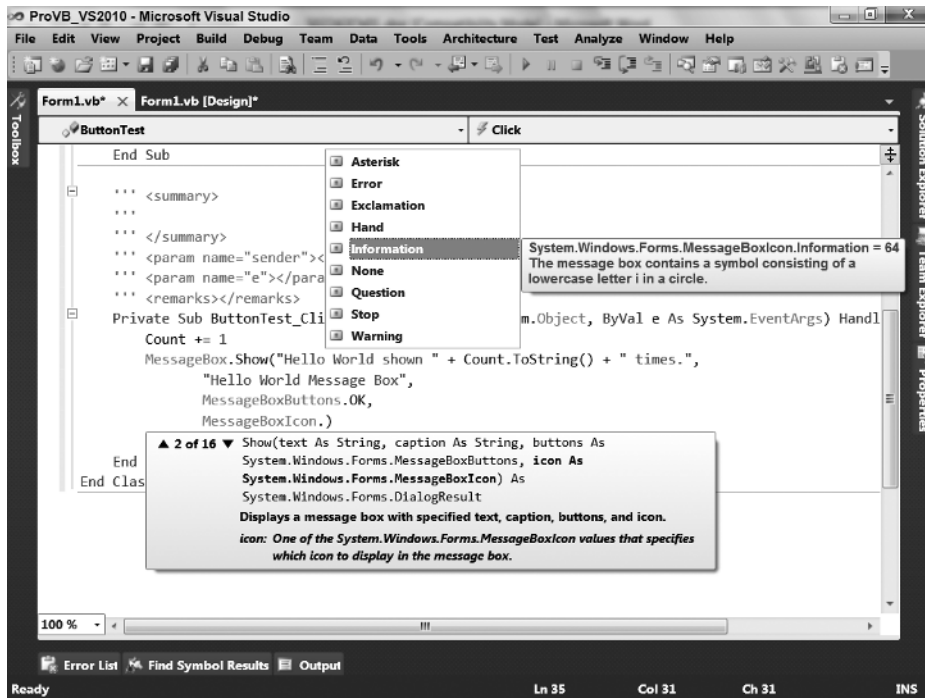 ProVB_VS2010 - Microsoft Visual Studio
File Edit View Project Build Debug Team Data Tools Architecture Test Analyze Window Help
Form1.vb* Form1.vb [Design]*
Toolbox
ButtonTest
Click
End Sub
''' <summary>
'''
''' </summary>
''' <param name="sender"><
''' <param name="e"></para
''' <remarks></remarks>
Private Sub ButtonTest_Cli m.Object, ByVal e As System.EventArgs) Handl
Count += 1
MessageBox.Show("Hello World shown " + Count.ToString() + " times.",
"Hello World Message Box",
MessageBoxButtons.OK,
MessageBoxIcon.)
End
End Clas
Asterisk
Error
Exclamation
Hand
Information
None
Question
Stop
Warning
System.Windows.Forms.MessageBoxIcon.Information = 64
The message box contains a symbol consisting of a
lowercase letter i in a circle.
▲ 2 of 16 ▼ Show(text As String, caption As String, buttons As
System.Windows.Forms.MessageBoxButtons, icon As
System.Windows.Forms.MessageBoxIcon) As
System.Windows.Forms.DialogResult
Displays a message box with specified text, caption, buttons, and icon.
icon: One of the System.Windows.Forms.MessageBoxIcon values that specifies
which icon to display in the message box.
Solution Explorer
Team Explorer
Properties
100 %
Error List Find Symbol Results Output
Ready Ln 35 Col 31 Ch 31 INS